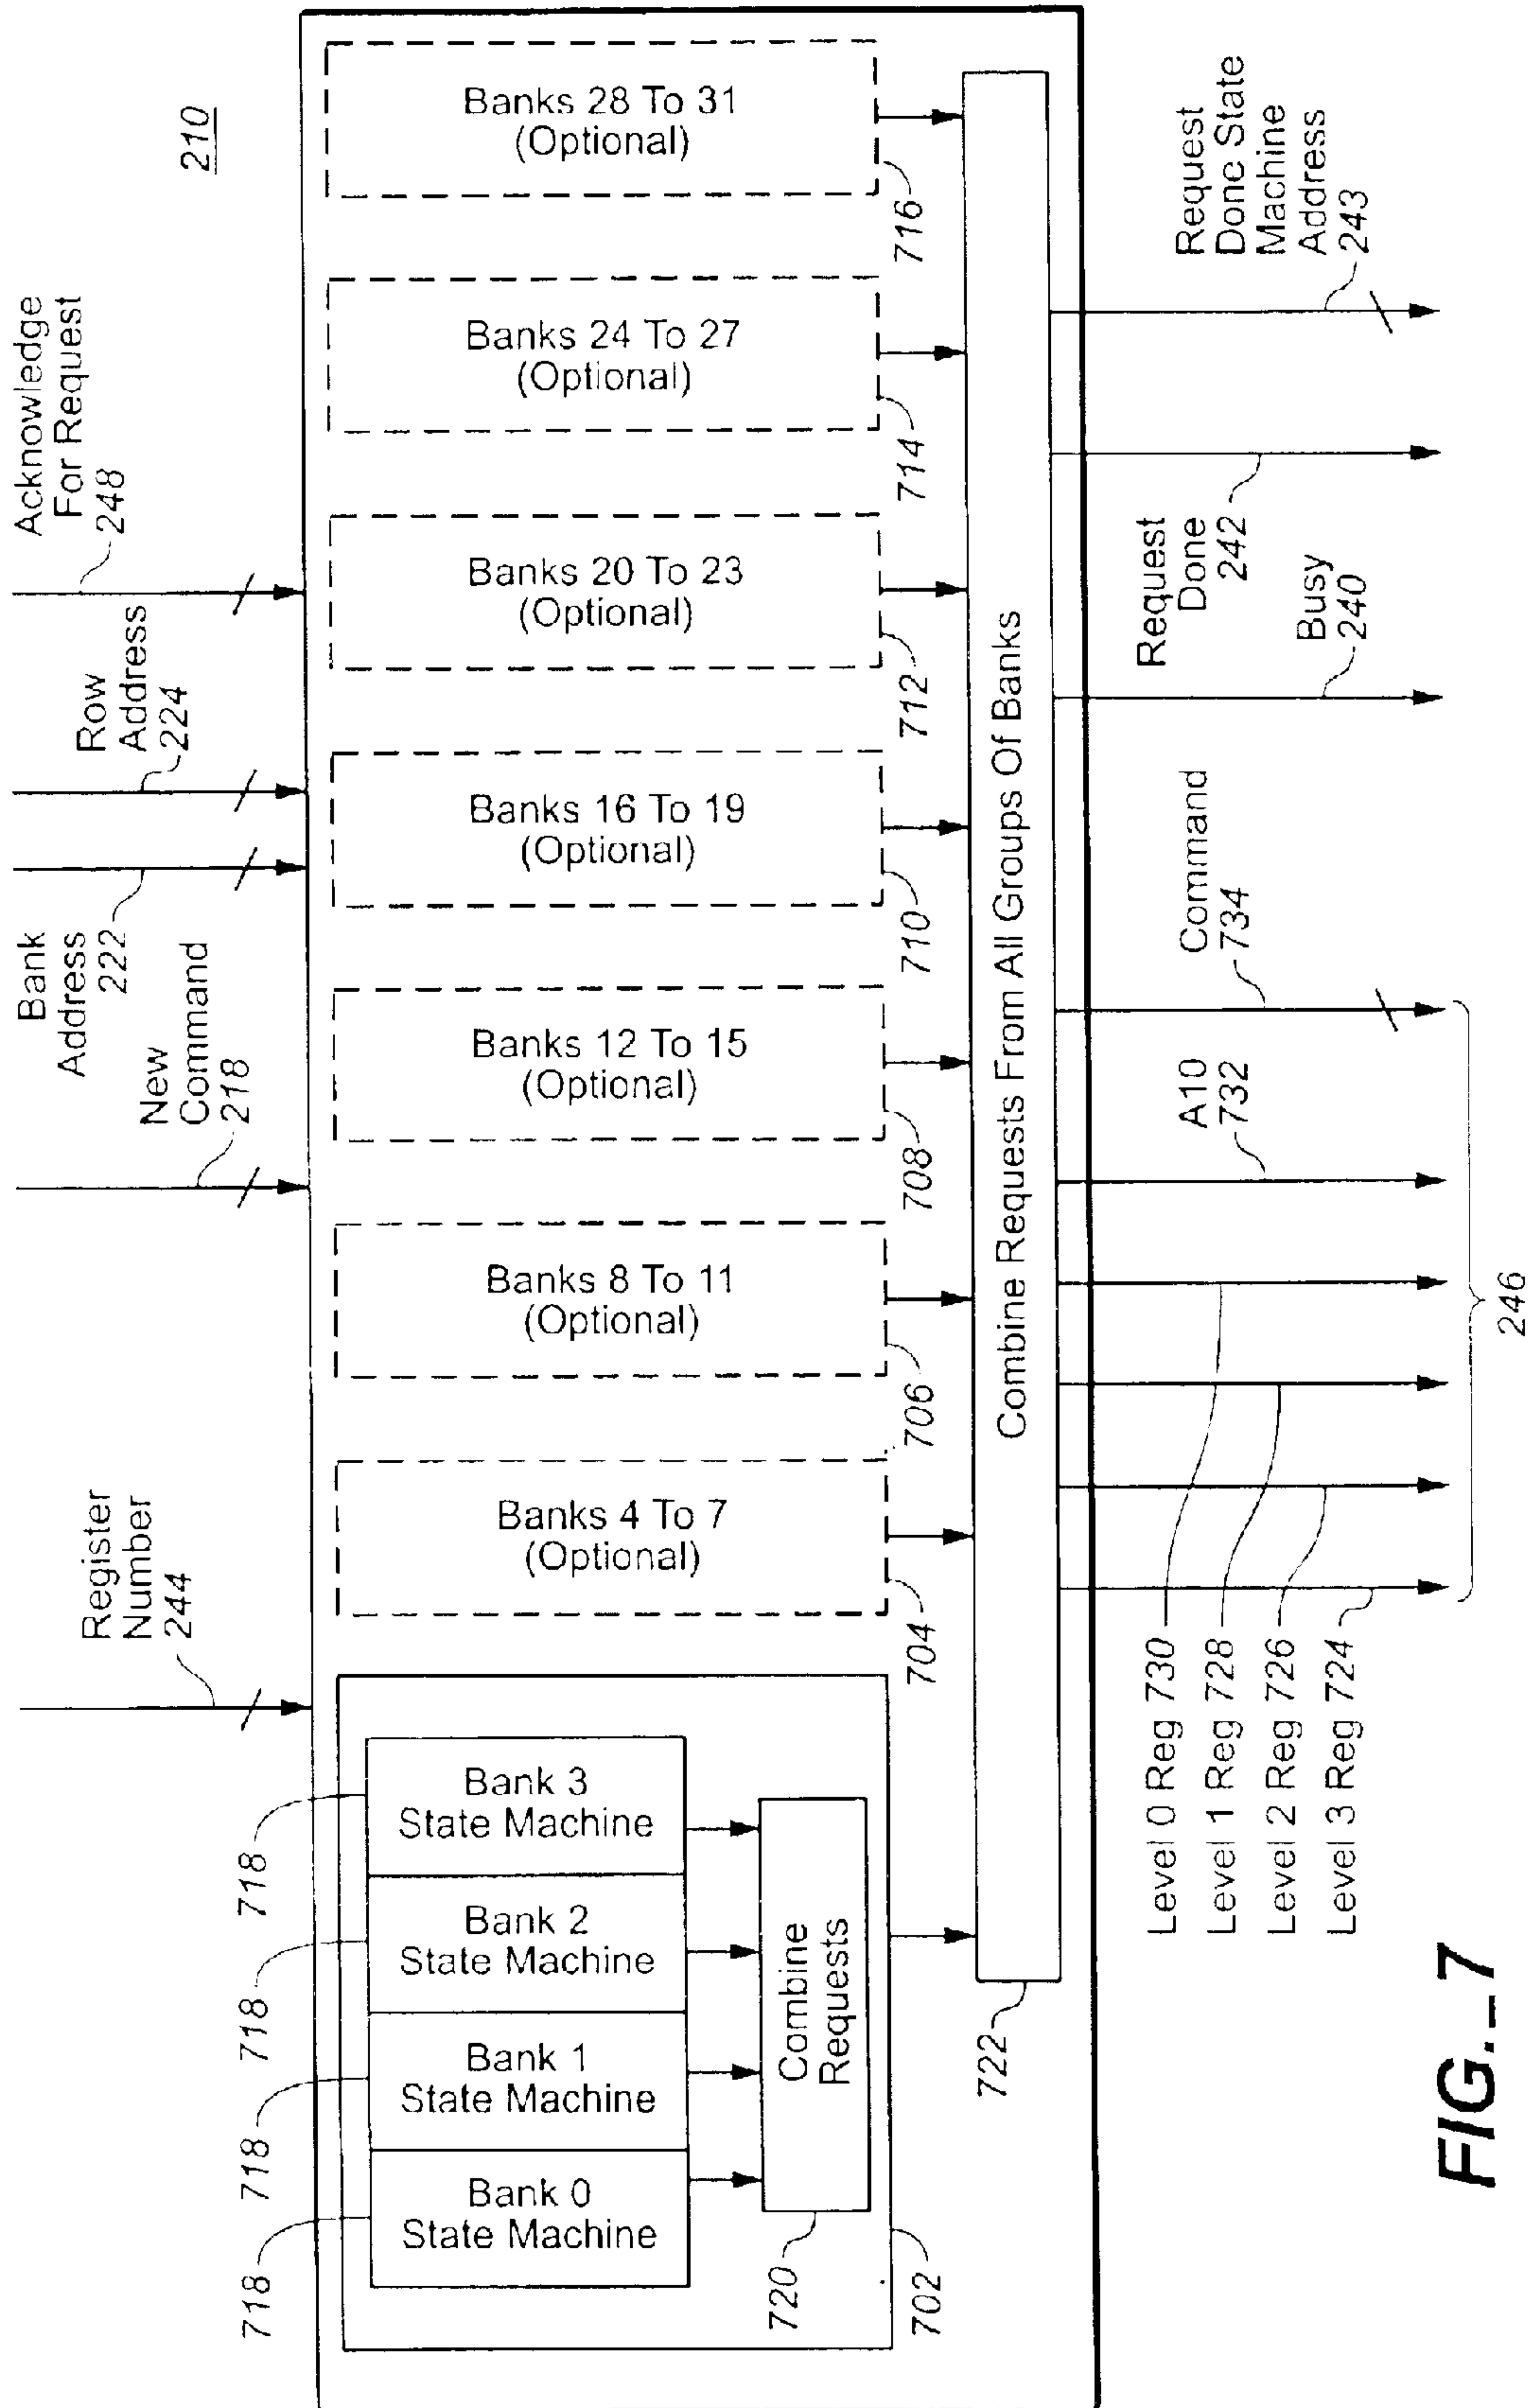 210
Register
Number
244
New
Command
218
Bank
Address
222
Row
Address
224
Acknowledge
For Request
248
718
718
718
718
Bank 0
State Machine
Bank 1
State Machine
Bank 2
State Machine
Bank 3
State Machine
Combine
Requests
720
702
Banks 4 To 7
(Optional)
704
Banks 8 To 11
(Optional)
706
Banks 12 To 15
(Optional)
708
Banks 16 To 19
(Optional)
710
Banks 20 To 23
(Optional)
712
Banks 24 To 27
(Optional)
714
Banks 28 To 31
(Optional)
716
Combine Requests From All Groups Of Banks
722
Level 0 Reg 730
Level 1 Reg 728
Level 2 Reg 726
Level 3 Reg 724
A10
732
Command
734
246
Busy
240
Request
Done
242
Request
Done State
Machine
Address
243
FIG._7